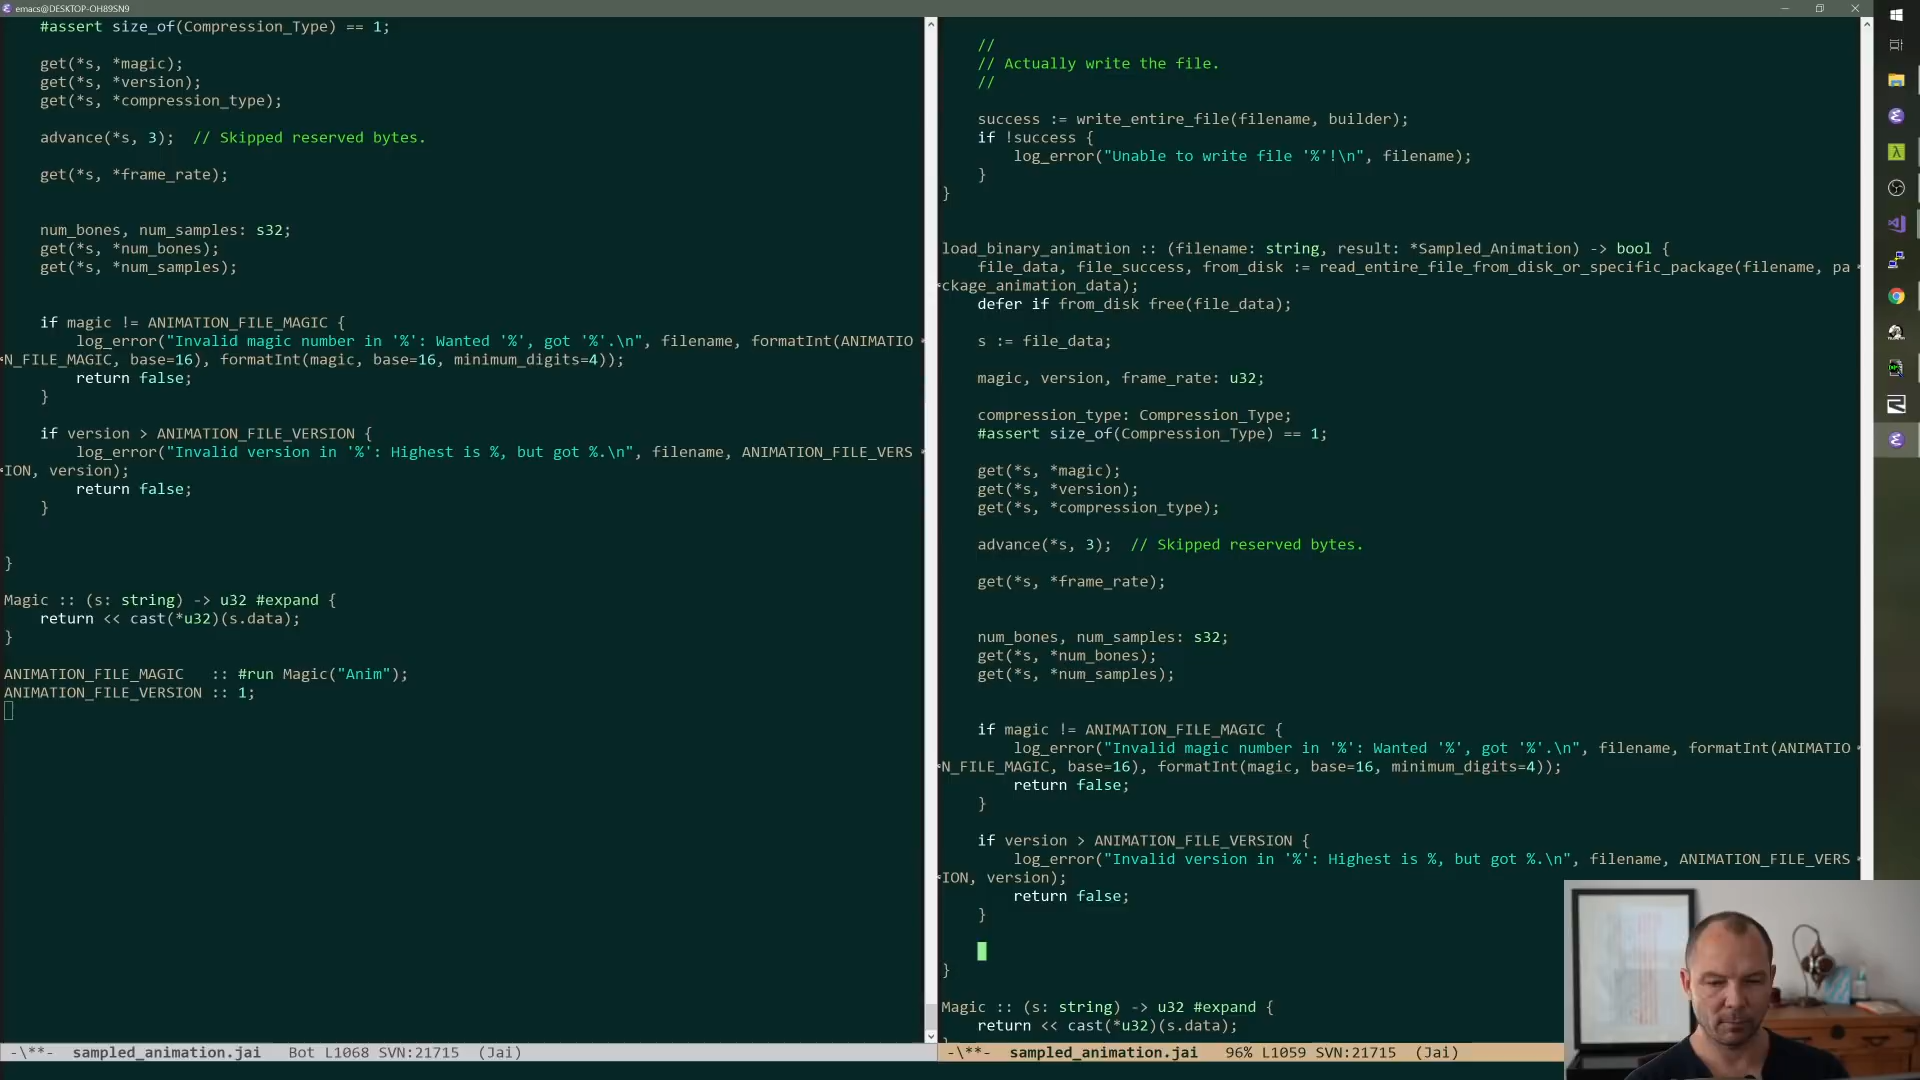 emacs@DESKTOP-OH89SN9
#assert size_of(Compression_Type) == 1;
get(*s, *magic);
get(*s, *version);
get(*s, *compression_type);
advance(*s, 3);  // Skipped reserved bytes.
get(*s, *frame_rate);
num_bones, num_samples: s32;
get(*s, *num_bones);
get(*s, *num_samples);
if magic != ANIMATION_FILE_MAGIC {
log_error("Invalid magic number in '%': Wanted '%', got '%'.\n", filename, formatInt(ANIMATIO
N_FILE_MAGIC, base=16), formatInt(magic, base=16, minimum_digits=4));
return false;
}
if version > ANIMATION_FILE_VERSION {
log_error("Invalid version in '%': Highest is %, but got %.\n", filename, ANIMATION_FILE_VERS
ION, version);
return false;
}
}
Magic :: (s: string) -> u32 #expand {
return << cast(*u32)(s.data);
}
ANIMATION_FILE_MAGIC   :: #run Magic("Anim");
ANIMATION_FILE_VERSION :: 1;
-\**-  sampled_animation.jai   Bot L1068 SVN:21715  (Jai)
//
// Actually write the file.
//
success := write_entire_file(filename, builder);
if !success {
log_error("Unable to write file '%'!\n", filename);
}
}
load_binary_animation :: (filename: string, result: *Sampled_Animation) -> bool {
file_data, file_success, from_disk := read_entire_file_from_disk_or_specific_package(filename, pa
ckage_animation_data);
defer if from_disk free(file_data);
s := file_data;
magic, version, frame_rate: u32;
compression_type: Compression_Type;
#assert size_of(Compression_Type) == 1;
get(*s, *magic);
get(*s, *version);
get(*s, *compression_type);
advance(*s, 3);  // Skipped reserved bytes.
get(*s, *frame_rate);
num_bones, num_samples: s32;
get(*s, *num_bones);
get(*s, *num_samples);
if magic != ANIMATION_FILE_MAGIC {
log_error("Invalid magic number in '%': Wanted '%', got '%'.\n", filename, formatInt(ANIMATIO
N_FILE_MAGIC, base=16), formatInt(magic, base=16, minimum_digits=4));
return false;
}
if version > ANIMATION_FILE_VERSION {
log_error("Invalid version in '%': Highest is %, but got %.\n", filename, ANIMATION_FILE_VERS
ION, version);
return false;
}
}
Magic :: (s: string) -> u32 #expand {
return << cast(*u32)(s.data);
-\**-  sampled_animation.jai   96% L1059 SVN:21715  (Jai)